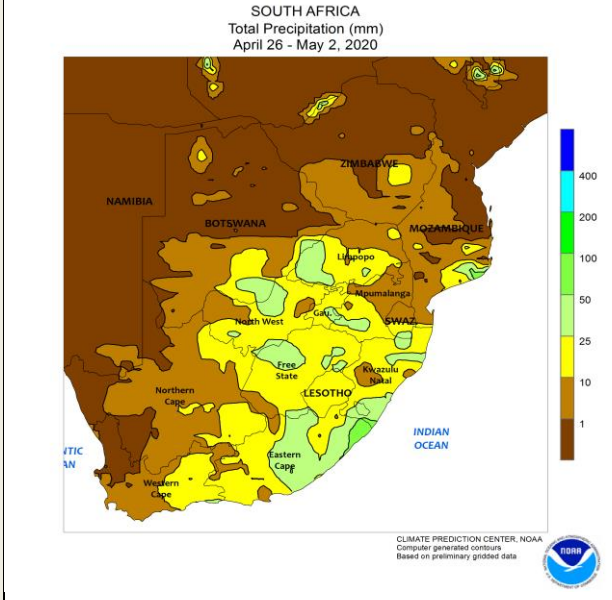 SOUTH AFRICA
Total Precipitation (mm)
April 26 - May 2, 2020
ZIMBABWE
NAMIBIA
BOTSWANA
MOZAMBIQUE
Limpopo
Mpumalanga
North West
Gau.
SWAZ.
Free
State
Kwazulu
Natal
Northern
Cape
LESOTHO
Eastern
Cape
Western
Cape
NTIC
AN
INDIAN
OCEAN
400
200
100
50
25
10
1
CLIMATE PREDICTION CENTER, NOAA
Computer generated contours
Based on preliminary gridded data
NOAA